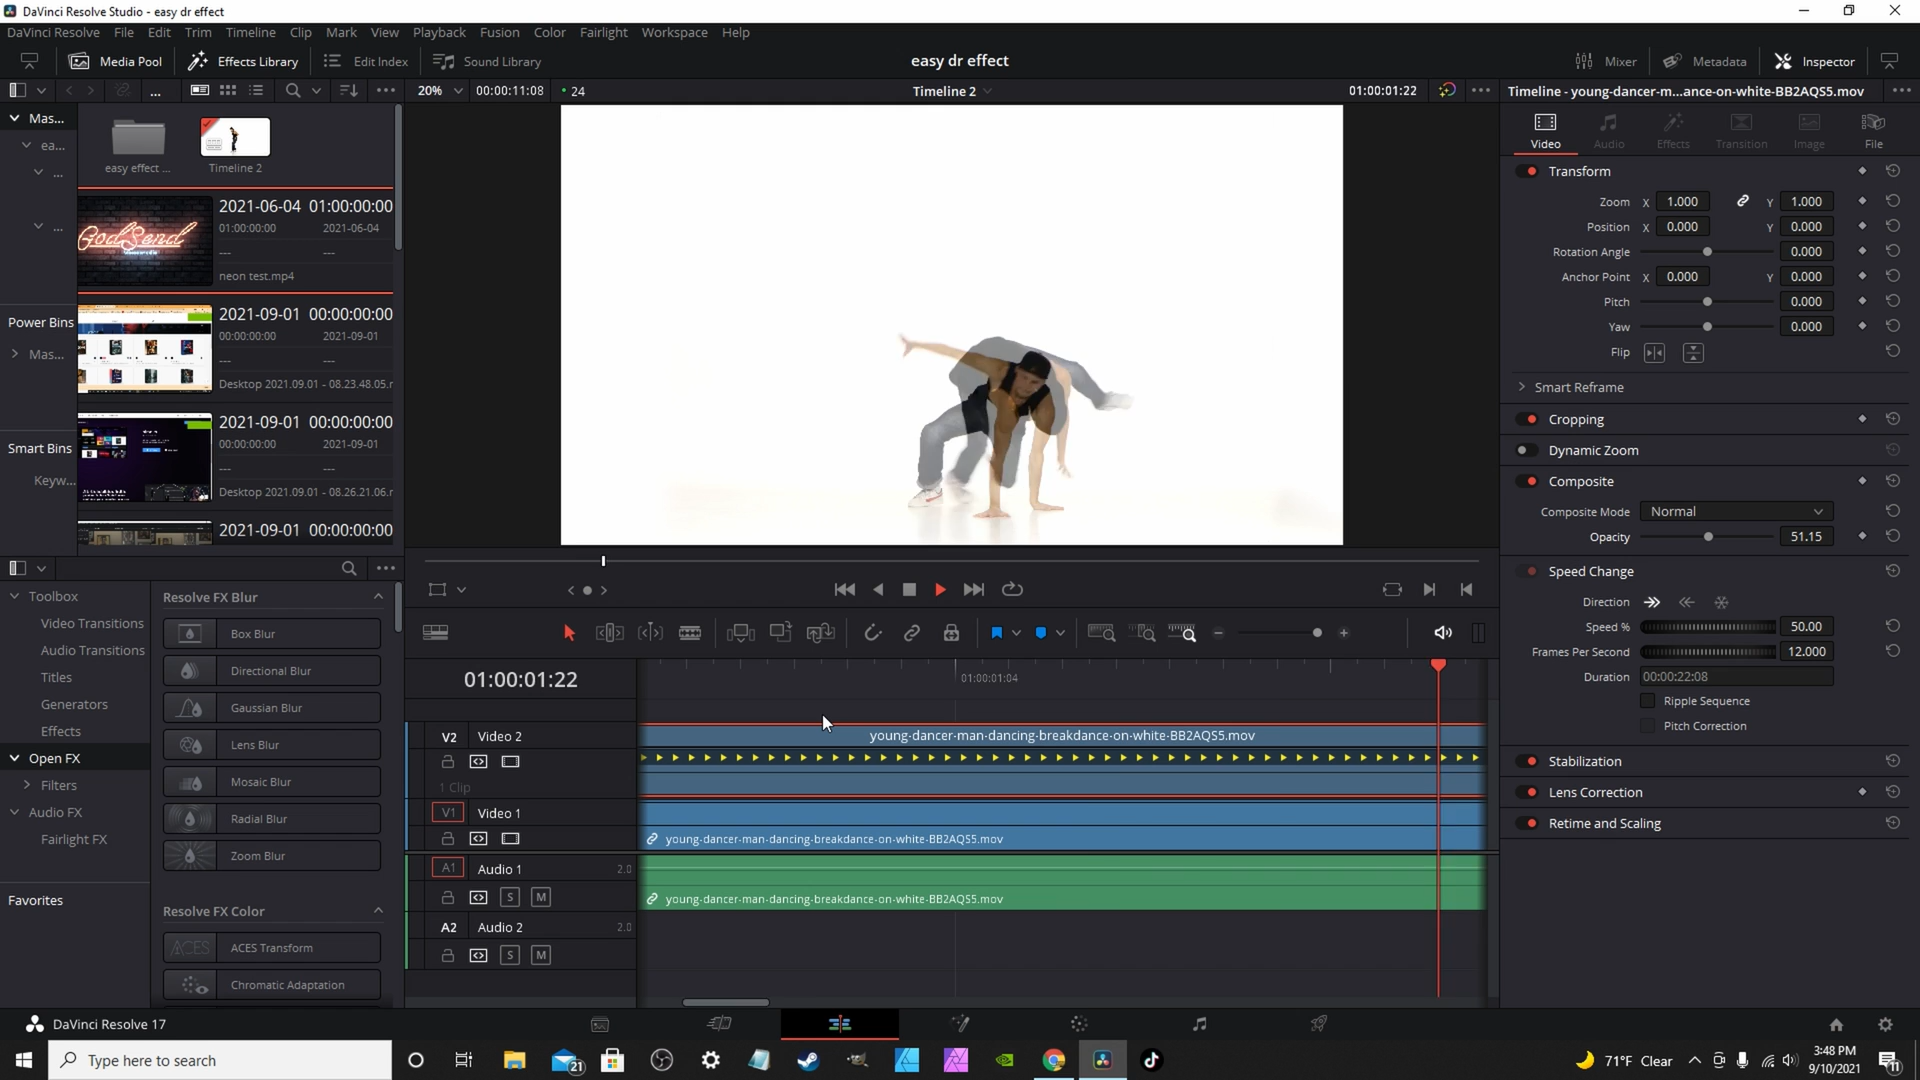 DaVinci Resolve Studio - easy dr effect
DaVinci Resolve File Edit Trim Timeline Clip Mark View Playback Fusion Color Fairlight Workspace Help
Media Pool Effects Library Edit Index Sound Library easy dr effect Mixer Metadata Inspector
... 20% 00:00:11:08 24 Timeline 2 01:00:01:22 Timeline - young-dancer-m...ance-on-white-BB2AQS5.mov
Mas...
ea...
...
...
Power Bins
Mas...
Smart Bins
Keyw...
easy effect ... Timeline 2
2021-06-04 01:00:00:00
01:00:00:00 2021-06-04
--- ---
neon test.mp4
GodSend
2021-09-01 00:00:00:00
00:00:00:00 2021-09-01
--- ---
Desktop 2021.09.01 - 08.23.48.05.r
2021-09-01 00:00:00:00
00:00:00:00 2021-09-01
--- ---
Desktop 2021.09.01 - 08.26.21.06.r
2021-09-01 00:00:00:00
Video Audio Effects Transition Image File
Transform
Zoom X 1.000 Y 1.000
Position X 0.000 Y 0.000
Rotation Angle 0.000
Anchor Point X 0.000 Y 0.000
Pitch 0.000
Yaw 0.000
Flip
Smart Reframe
Cropping
Dynamic Zoom
Composite
Composite Mode Normal
Opacity 51.15
Speed Change
Direction
Speed % 50.00
Frames Per Second 12.000
Duration 00:00:22:08
Ripple Sequence
Pitch Correction
Stabilization
Lens Correction
Retime and Scaling
Toolbox
Video Transitions
Audio Transitions
Titles
Generators
Effects
Open FX
Filters
Audio FX
Fairlight FX
Favorites
Resolve FX Blur
Box Blur
Directional Blur
Gaussian Blur
Lens Blur
Mosaic Blur
Radial Blur
Zoom Blur
Resolve FX Color
ACES ACES Transform
Chromatic Adaptation
01:00:01:22 01:00:01:04
V2 Video 2 young-dancer-man-dancing-breakdance-on-white-BB2AQS5.mov
1 Clip
V1 Video 1
young-dancer-man-dancing-breakdance-on-white-BB2AQS5.mov
A1 Audio 1 2.0
S M young-dancer-man-dancing-breakdance-on-white-BB2AQS5.mov
A2 Audio 2 2.0
S M
DaVinci Resolve 17
Type here to search 21 71°F Clear 3:48 PM
9/10/2021 11